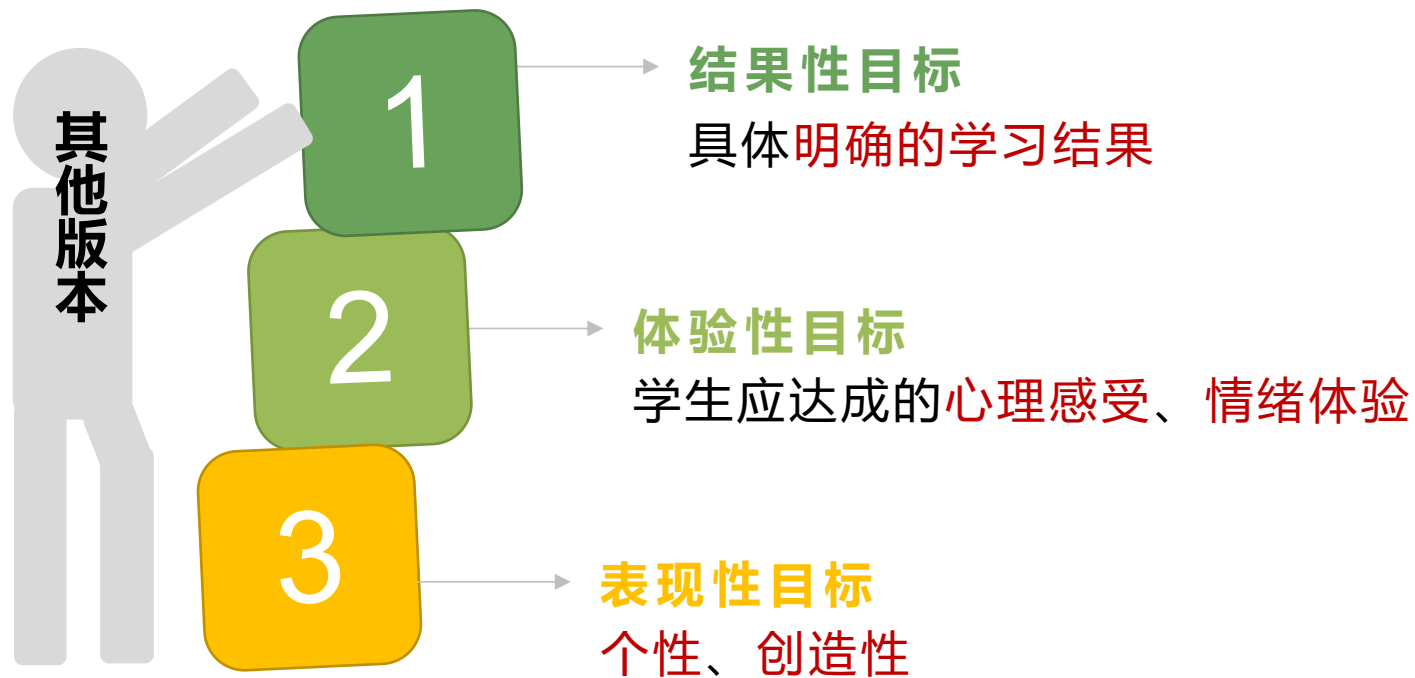 其他版本
1
结果性目标
具体明确的学习结果
2
体验性目标
学生应达成的心理感受、情绪体验
3
表现性目标
个性、创造性